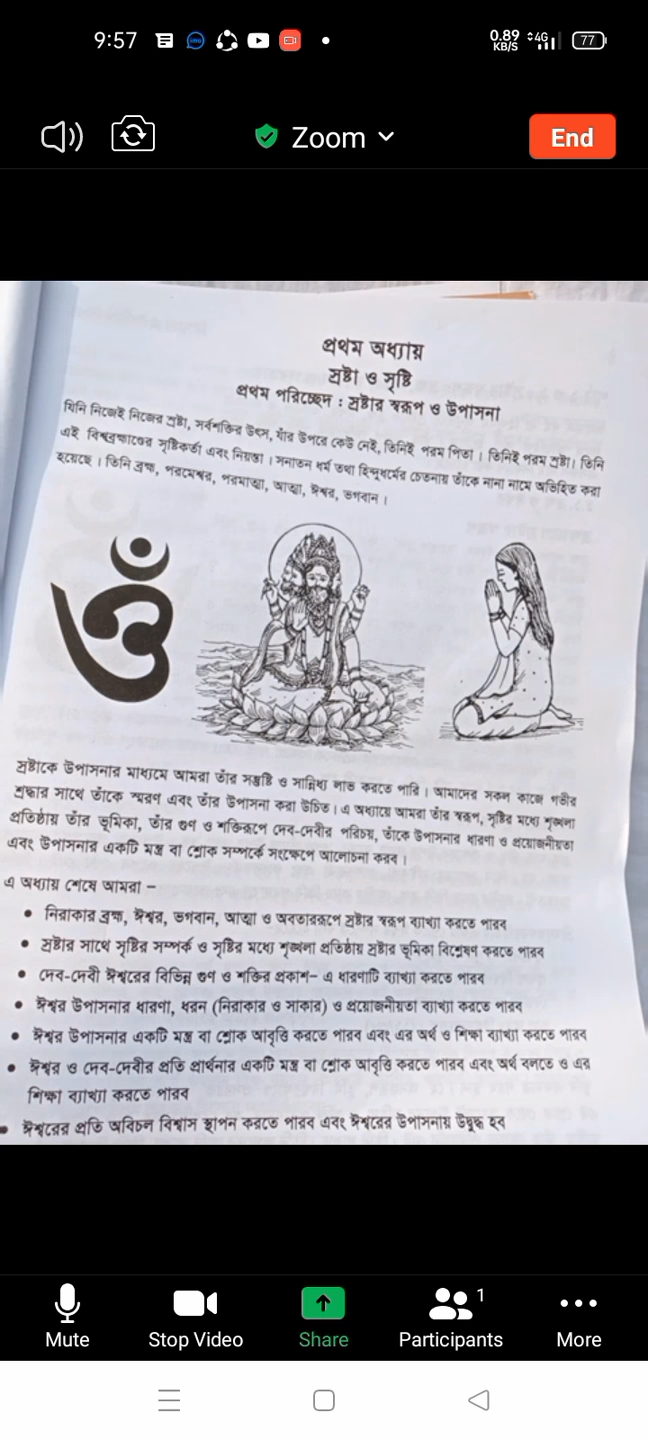 9:57
0.89 KB/S 4G 77
Zoom
End
প্রথম অধ্যায়
স্রষ্টা ও সৃষ্টি
প্রথম পরিচ্ছেদ : স্রষ্টার স্বরূপ ও উপাসনা
যিনি নিজেই নিজের স্রষ্টা, সর্বশক্তির উৎস, যাঁর উপরে কেউ নেই, তিনিই পরম পিতা। তিনিই পরম স্রষ্টা। তিনি
এই বিশ্বব্রহ্মাণ্ডের সৃষ্টিকর্তা এবং নিয়ন্তা। সনাতন ধর্ম তথা হিন্দুধর্মের চেতনায় তাঁকে নানা নামে অভিহিত করা
হয়েছে। তিনি ব্রহ্ম, পরমেশ্বর, পরমাত্মা, আত্মা, ঈশ্বর, ভগবান।
ওঁ
স্রষ্টাকে উপাসনার মাধ্যমে আমরা তাঁর সন্তুষ্টি ও সান্নিধ্য লাভ করতে পারি। আমাদের সকল কাজে গভীর
শ্রদ্ধার সাথে তাঁকে স্মরণ এবং তাঁর উপাসনা করা উচিত। এ অধ্যায়ে আমরা তাঁর স্বরূপ, সৃষ্টির মধ্যে শৃঙ্খলা
প্রতিষ্ঠায় তাঁর ভূমিকা, তাঁর গুণ ও শক্তিরূপে দেব-দেবীর পরিচয়, তাঁকে উপাসনার ধারণা ও প্রয়োজনীয়তা
এবং উপাসনার একটি মন্ত্র বা শ্লোক সম্পর্কে সংক্ষেপে আলোচনা করব।
এ অধ্যায় শেষে আমরা –
• নিরাকার ব্রহ্ম, ঈশ্বর, ভগবান, আত্মা ও অবতাররূপে স্রষ্টার স্বরূপ ব্যাখ্যা করতে পারব
• স্রষ্টার সাথে সৃষ্টির সম্পর্ক ও সৃষ্টির মধ্যে শৃঙ্খলা প্রতিষ্ঠায় স্রষ্টার ভূমিকা বিশ্লেষণ করতে পারব
• দেব-দেবী ঈশ্বরের বিভিন্ন গুণ ও শক্তির প্রকাশ– এ ধারণাটি ব্যাখ্যা করতে পারব
• ঈশ্বর উপাসনার ধারণা, ধরন (নিরাকার ও সাকার) ও প্রয়োজনীয়তা ব্যাখ্যা করতে পারব
• ঈশ্বর উপাসনার একটি মন্ত্র বা শ্লোক আবৃত্তি করতে পারব এবং এর অর্থ ও শিক্ষা ব্যাখ্যা করতে পারব
• ঈশ্বর ও দেব-দেবীর প্রতি প্রার্থনার একটি মন্ত্র বা শ্লোক আবৃত্তি করতে পারব এবং অর্থ বলতে ও এর
শিক্ষা ব্যাখ্যা করতে পারব
• ঈশ্বরের প্রতি অবিচল বিশ্বাস স্থাপন করতে পারব এবং ঈশ্বরের উপাসনায় উদ্বুদ্ধ হব
Mute
Stop Video
Share
Participants 1
More